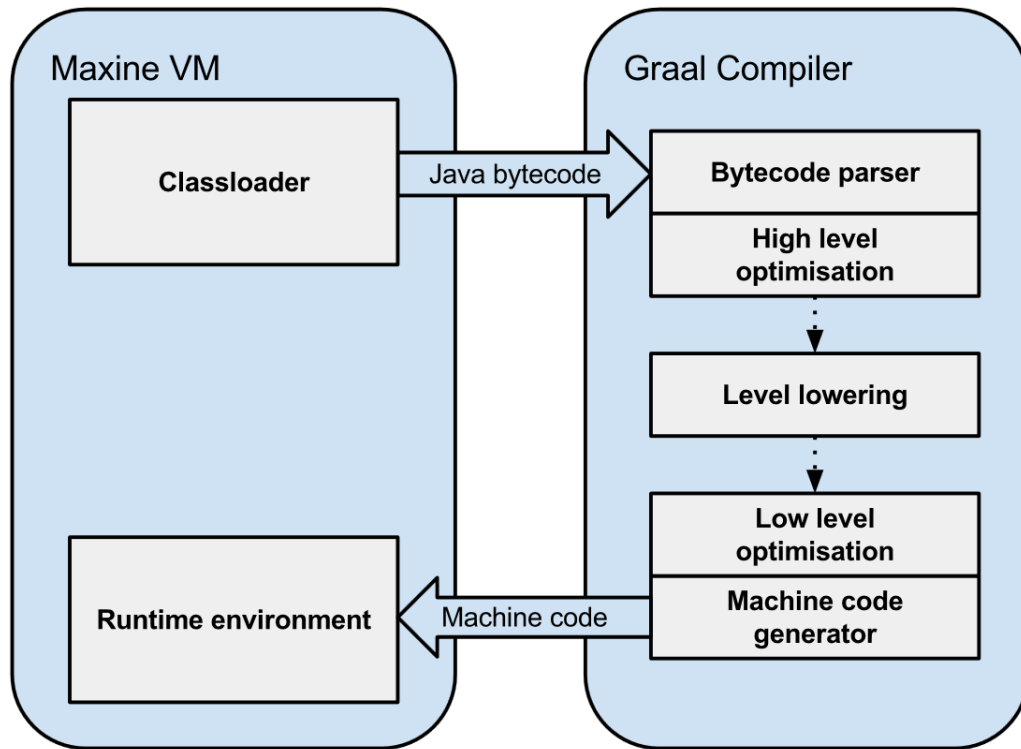 Maxine VM
Classloader
Runtime environment
Java bytecode
Machine code
Graal Compiler
Bytecode parser
High level
optimisation
Level lowering
Low level
optimisation
Machine code
generator